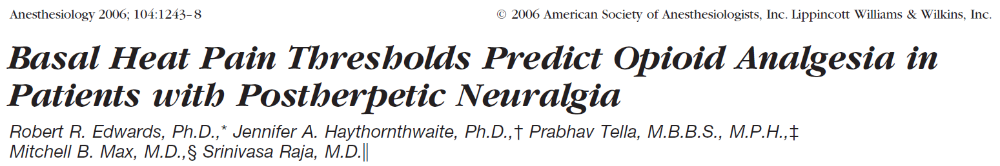 Anesthesiology 2006; 104:1243–8
© 2006 American Society of Anesthesiologists, Inc. Lippincott Williams & Wilkins, Inc.
Basal Heat Pain Thresholds Predict Opioid Analgesia in
Patients with Postherpetic Neuralgia
Robert R. Edwards, Ph.D.,* Jennifer A. Haythornthwaite, Ph.D.,† Prabhav Tella, M.B.B.S., M.P.H.,‡
Mitchell B. Max, M.D.,§ Srinivasa Raja, M.D.‖